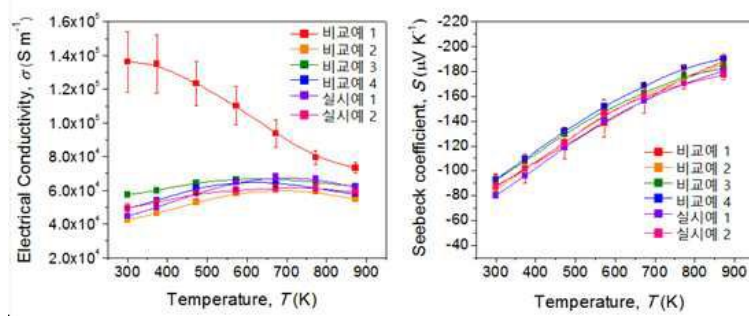 Electrical Conductivity, σ (S m⁻¹)
1.6x10⁵
1.4x10⁵
1.2x10⁵
1.0x10⁵
8.0x10⁴
6.0x10⁴
4.0x10⁴
2.0x10⁴
300 400 500 600 700 800 900
Temperature, T (K)
비교예 1
비교예 2
비교예 3
비교예 4
실시예 1
실시예 2
Seebeck coefficient, S (μV K⁻¹)
-220
-200
-180
-160
-140
-120
-100
-80
-60
-40
300 400 500 600 700 800 900
Temperature, T (K)
비교예 1
비교예 2
비교예 3
비교예 4
실시예 1
실시예 2